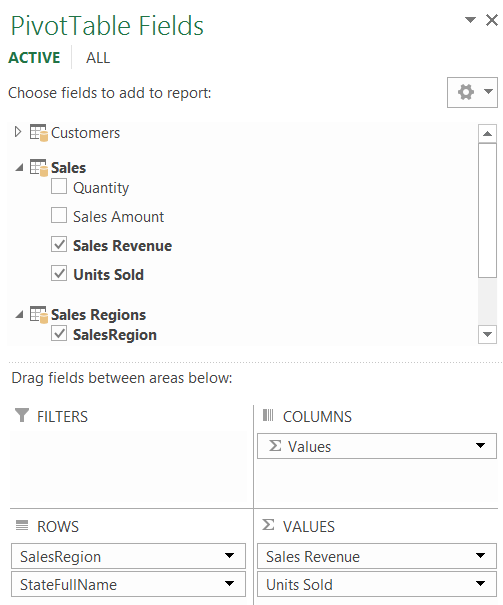 PivotTable Fields
ACTIVE ALL
Choose fields to add to report:
Customers
Sales
Quantity
Sales Amount
Sales Revenue
Units Sold
Sales Regions
SalesRegion
Drag fields between areas below:
FILTERS
COLUMNS
Σ Values
ROWS
SalesRegion
StateFullName
Σ VALUES
Sales Revenue
Units Sold